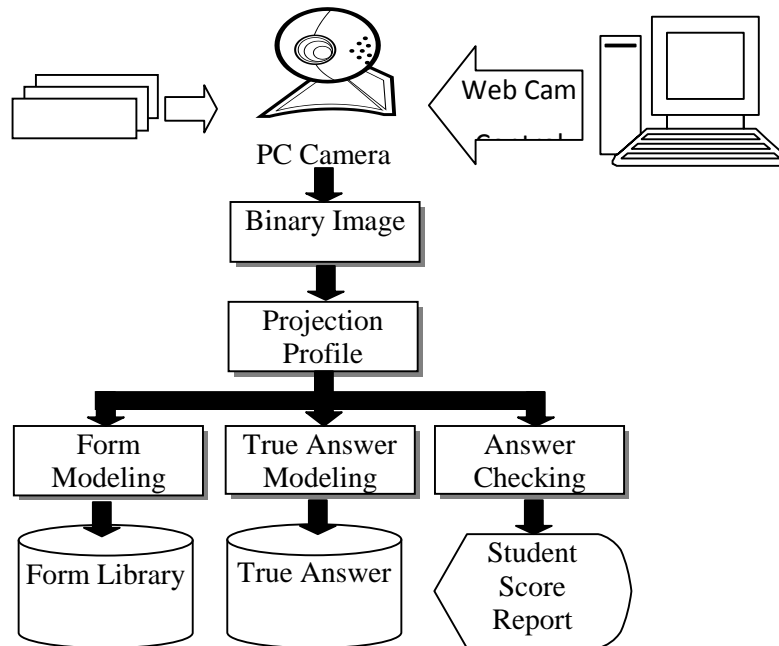 Web Cam
PC Camera
Binary Image
Projection
Profile
Form
Modeling
True Answer
Modeling
Answer
Checking
Form Library
True Answer
Student
Score
Report